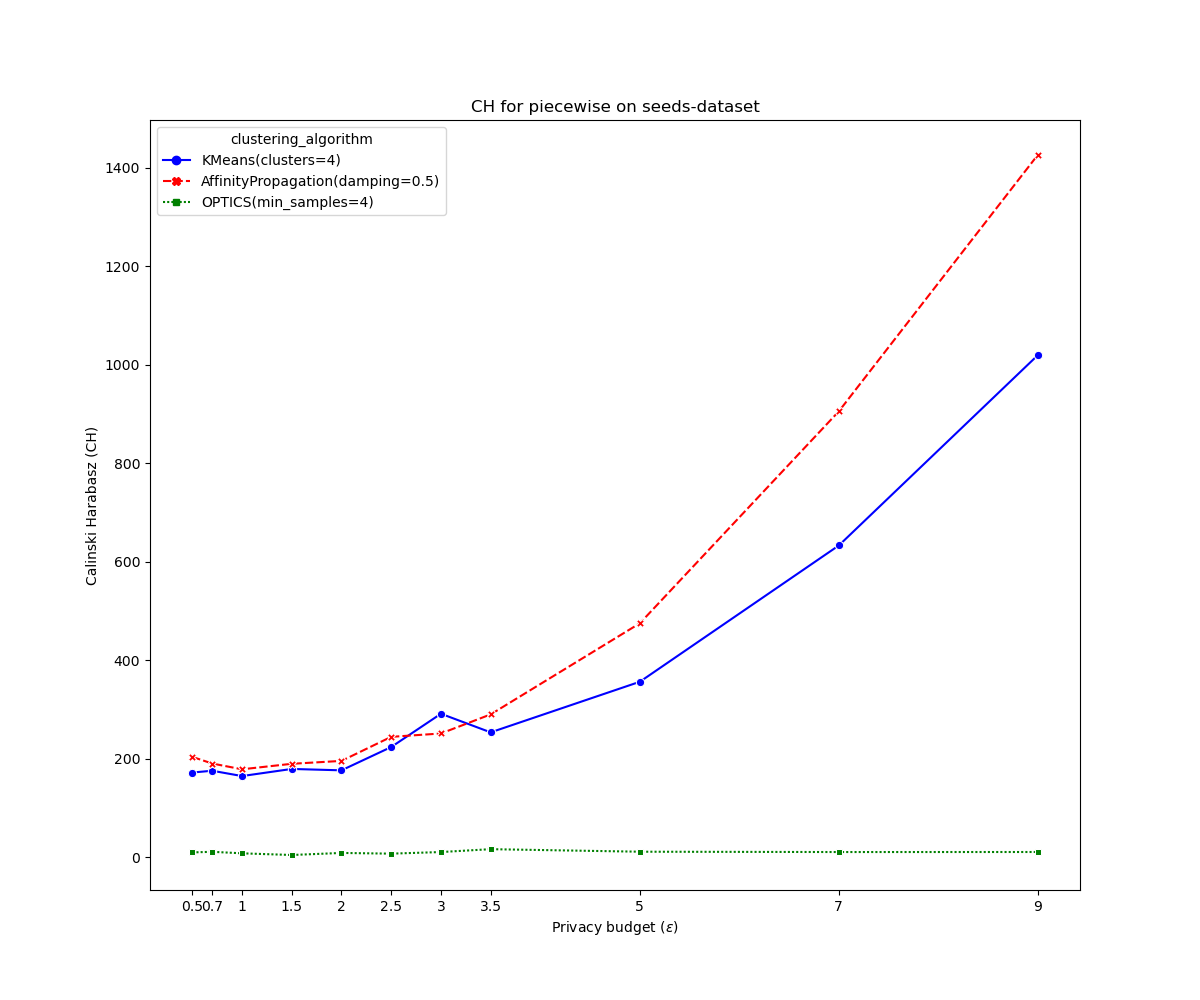 CH for piecewise on seeds-dataset
clustering_algorithm
KMeans(clusters=4)
AffinityPropagation(damping=0.5)
OPTICS(min_samples=4)
Calinski Harabasz (CH)
1400
1200
1000
800
600
400
200
0
0.5 0.7 1 1.5 2 2.5 3 3.5 5 7 9
Privacy budget (ε)